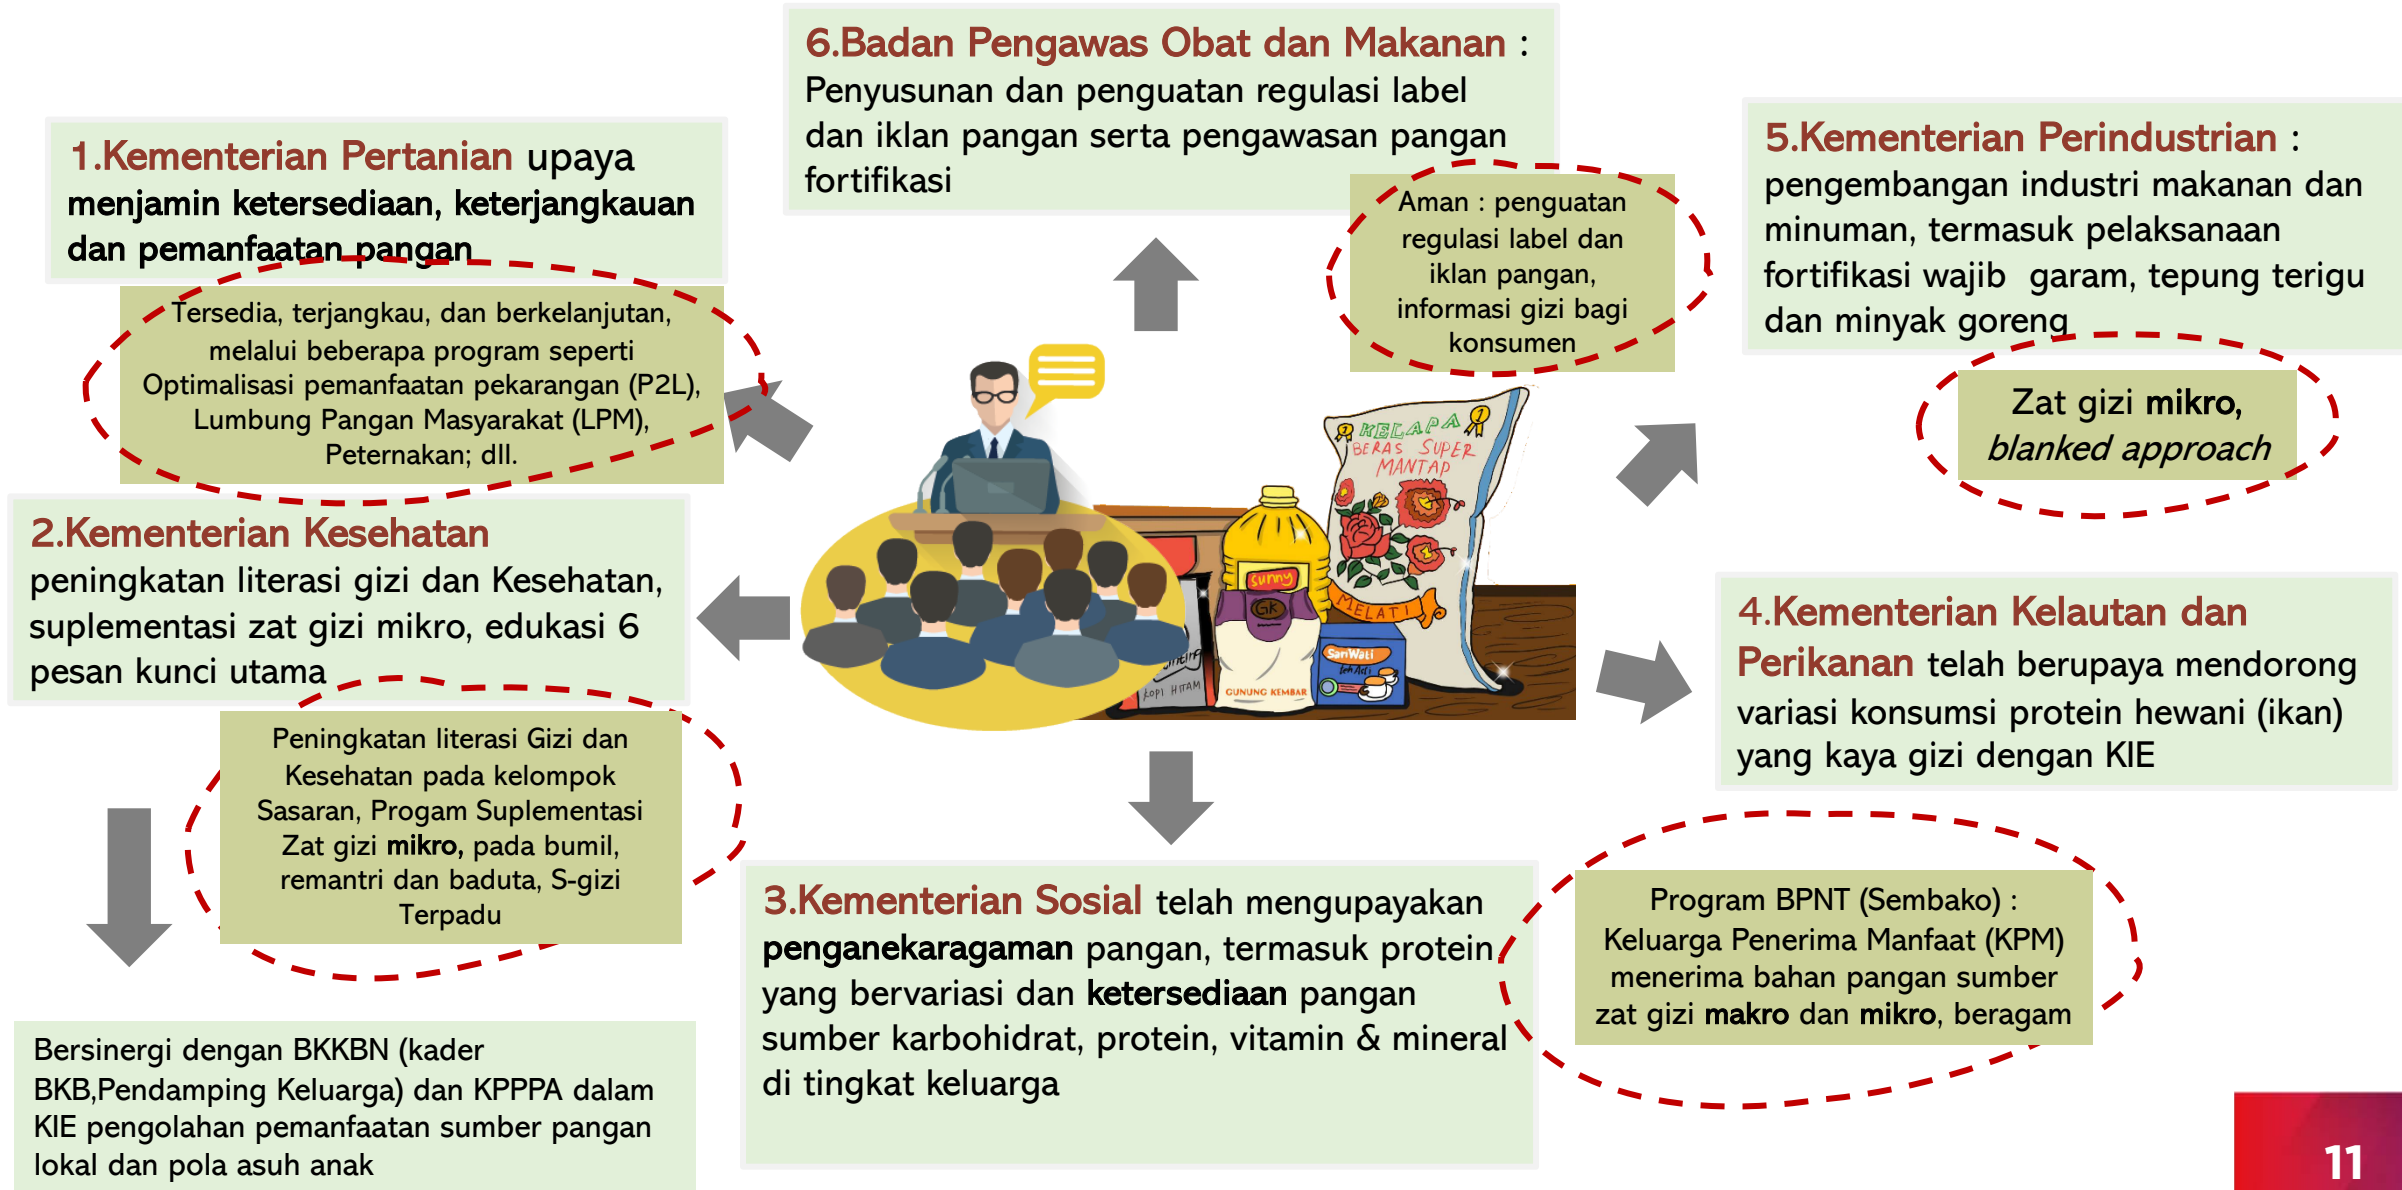 6.Badan Pengawas Obat dan Makanan :
Penyusunan dan penguatan regulasi label
dan iklan pangan serta pengawasan pangan
fortifikasi
1.Kementerian Pertanian upaya
menjamin ketersediaan, keterjangkauan
dan pemanfaatan pangan
Tersedia, terjangkau, dan berkelanjutan,
melalui beberapa program seperti
Optimalisasi pemanfaatan pekarangan (P2L),
Lumbung Pangan Masyarakat (LPM),
Peternakan; dll.
Aman : penguatan
regulasi label dan
iklan pangan,
informasi gizi bagi
konsumen
5.Kementerian Perindustrian :
pengembangan industri makanan dan
minuman, termasuk pelaksanaan
fortifikasi wajib garam, tepung terigu
dan minyak goreng
Zat gizi mikro,
blanked approach
2.Kementerian Kesehatan
peningkatan literasi gizi dan Kesehatan,
suplementasi zat gizi mikro, edukasi 6
pesan kunci utama
Peningkatan literasi Gizi dan
Kesehatan pada kelompok
Sasaran, Progam Suplementasi
Zat gizi mikro, pada bumil,
remantri dan baduta, S-gizi
Terpadu
KELAPA
BERAS SUPER
MANTAP
MELATI
sunny
GK
GUNUNG KEMBAR
SariWati
Teh Asli
KOPI HITAM
4.Kementerian Kelautan dan
Perikanan telah berupaya mendorong
variasi konsumsi protein hewani (ikan)
yang kaya gizi dengan KIE
3.Kementerian Sosial telah mengupayakan
penganekaragaman pangan, termasuk protein
yang bervariasi dan ketersediaan pangan
sumber karbohidrat, protein, vitamin & mineral
di tingkat keluarga
Program BPNT (Sembako) :
Keluarga Penerima Manfaat (KPM)
menerima bahan pangan sumber
zat gizi makro dan mikro, beragam
Bersinergi dengan BKKBN (kader
BKB,Pendamping Keluarga) dan KPPPA dalam
KIE pengolahan pemanfaatan sumber pangan
lokal dan pola asuh anak
11